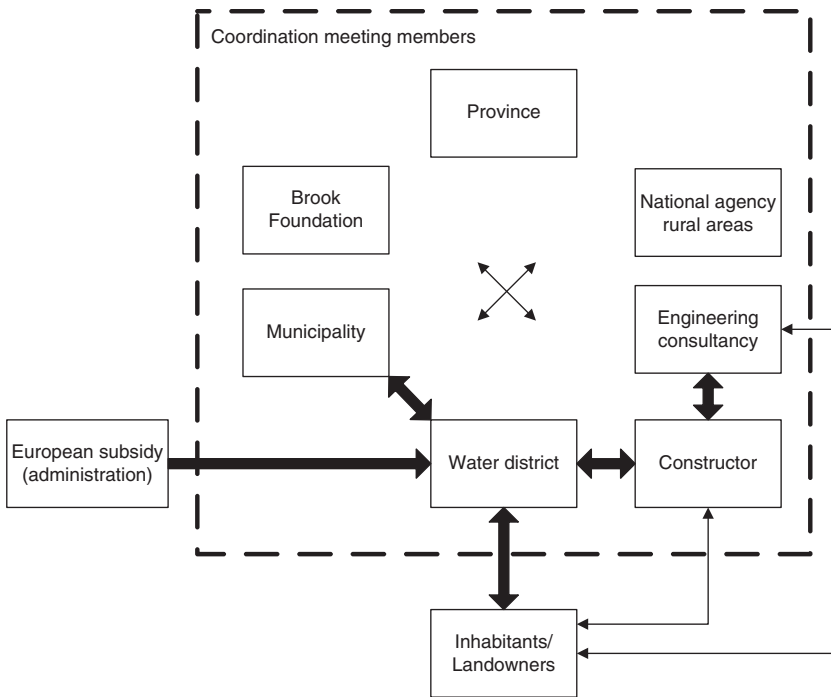 Coordination meeting members
Province
Brook
Foundation
National agency
rural areas
Municipality
Engineering
consultancy
European subsidy
(administration)
Water district
Constructor
Inhabitants/
Landowners